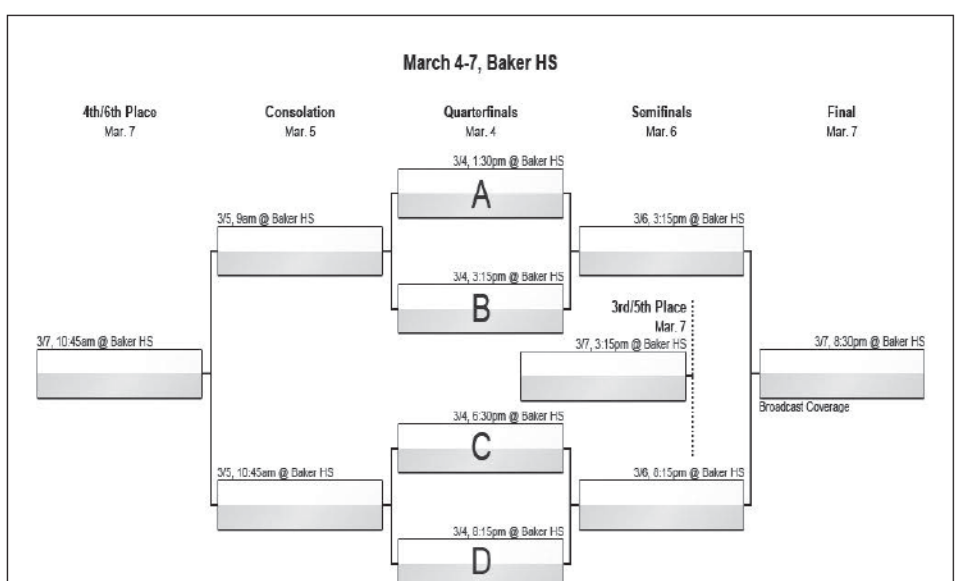 March 4-7, Baker HS
4th/6th Place
Mar. 7
Consolation
Mar. 5
Quarterfinals
Mar. 4
Semifinals
Mar. 6
Final
Mar. 7
3/4, 1:30pm @ Baker HS
A
3/5, 9am @ Baker HS
3/6, 3:15pm @ Baker HS
3/4, 3:15pm @ Baker HS
B
3rd/5th Place
Mar. 7
3/7, 10:45am @ Baker HS
3/7, 3:15pm @ Baker HS
3/7, 8:30pm @ Baker HS
Broadcast Coverage
3/4, 6:30pm @ Baker HS
C
3/5, 10:45am @ Baker HS
3/6, 8:15pm @ Baker HS
3/4, 8:15pm @ Baker HS
D